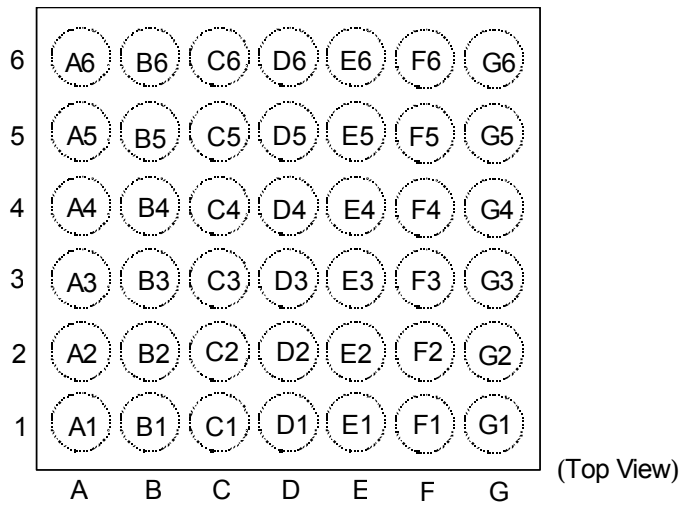 6 A6 B6 C6 D6 E6 F6 G6
5 A5 B5 C5 D5 E5 F5 G5
4 A4 B4 C4 D4 E4 F4 G4
3 A3 B3 C3 D3 E3 F3 G3
2 A2 B2 C2 D2 E2 F2 G2
1 A1 B1 C1 D1 E1 F1 G1
(Top View)
A B C D E F G